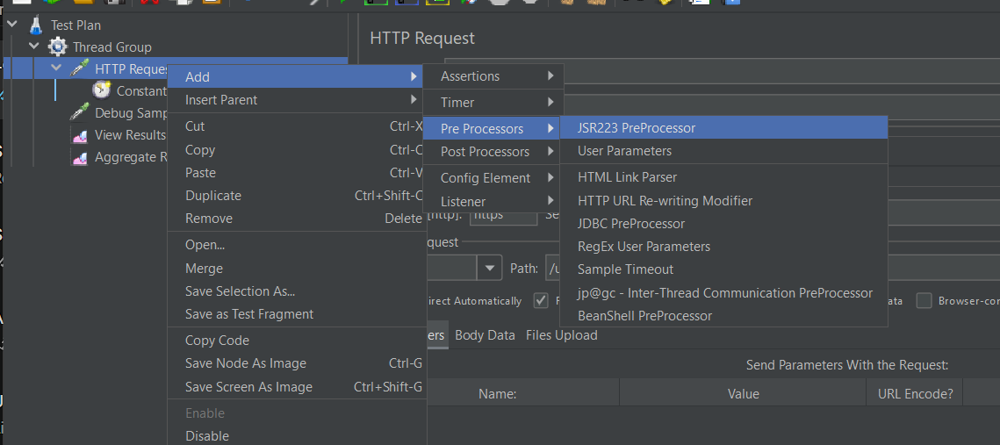 Test Plan
Thread Group
HTTP Reques
Constant
Debug Samp
View Results
Aggregate R
HTTP Request
Add
Insert Parent
Cut Ctrl-X
Copy Ctrl-C
Paste Ctrl-V
Duplicate Ctrl+Shift-C
Remove Delete
Open...
Merge
Save Selection As...
Save as Test Fragment
Copy Code
Save Node As Image Ctrl-G
Save Screen As Image Ctrl+Shift-G
Enable
Disable
Assertions
Timer
Pre Processors
Post Processors
Config Element
Listener
JSR223 PreProcessor
User Parameters
HTML Link Parser
HTTP URL Re-writing Modifier
JDBC PreProcessor
RegEx User Parameters
Sample Timeout
jp@gc - Inter-Thread Communication PreProcessor
BeanShell PreProcessor
[http]: https Se
quest
Path: /u
direct Automatically F ata Browser-com
ers Body Data Files Upload
Send Parameters With the Request:
Name: Value URL Encode?